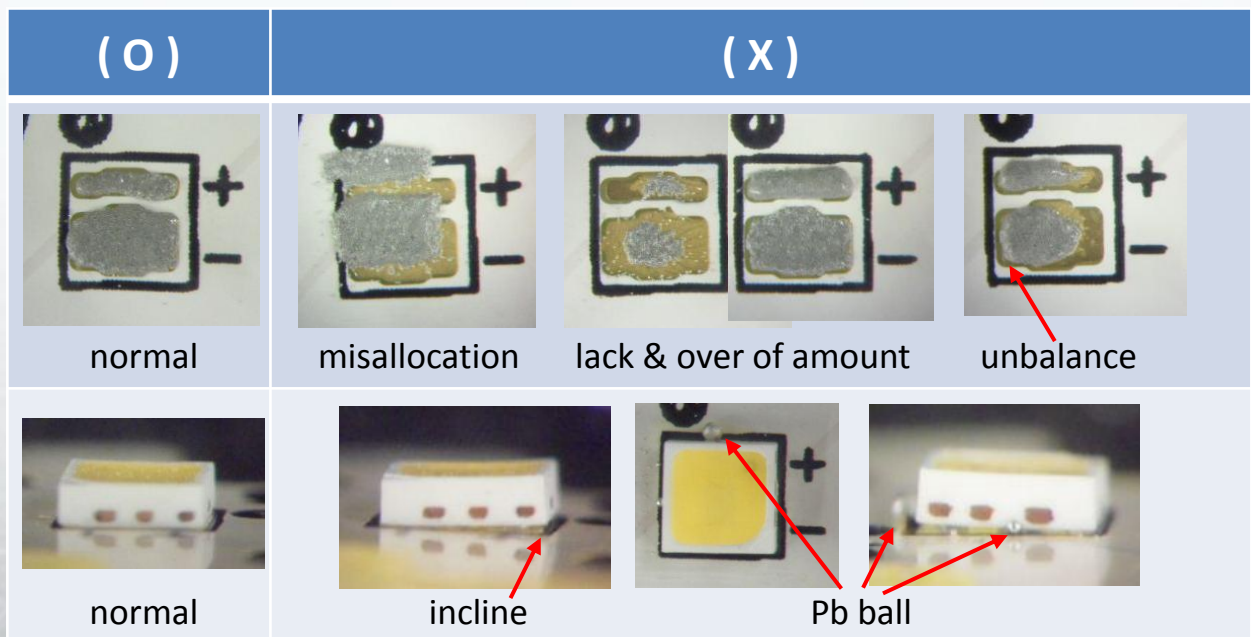 ( O )
( X )
+
−
+
−
+
−
+
−
normal
misallocation
lack & over of amount
unbalance
+
−
normal
incline
Pb ball